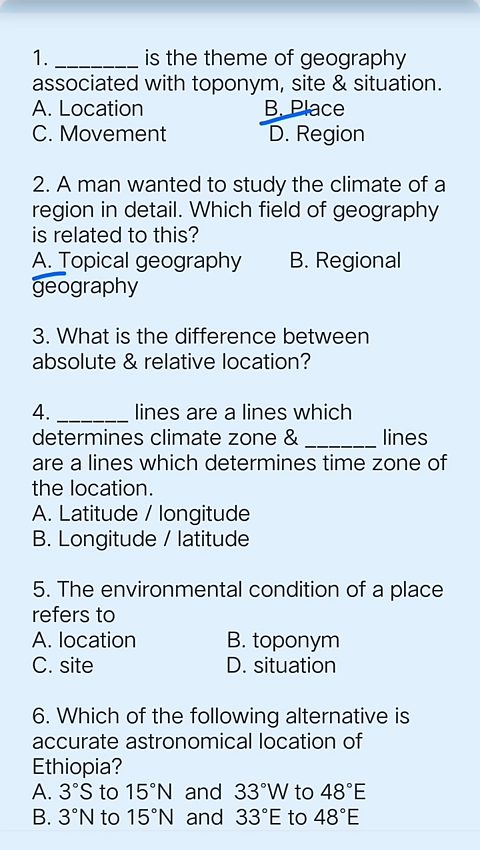 1. _______ is the theme of geography
associated with toponym, site & situation.
A. Location B. Place
C. Movement D. Region
2. A man wanted to study the climate of a
region in detail. Which field of geography
is related to this?
A. Topical geography B. Regional
geography
3. What is the difference between
absolute & relative location?
4. ______ lines are a lines which
determines climate zone & ______ lines
are a lines which determines time zone of
the location.
A. Latitude / longitude
B. Longitude / latitude
5. The environmental condition of a place
refers to
A. location B. toponym
C. site D. situation
6. Which of the following alternative is
accurate astronomical location of
Ethiopia?
A. 3°S to 15°N and 33°W to 48°E
B. 3°N to 15°N and 33°E to 48°E